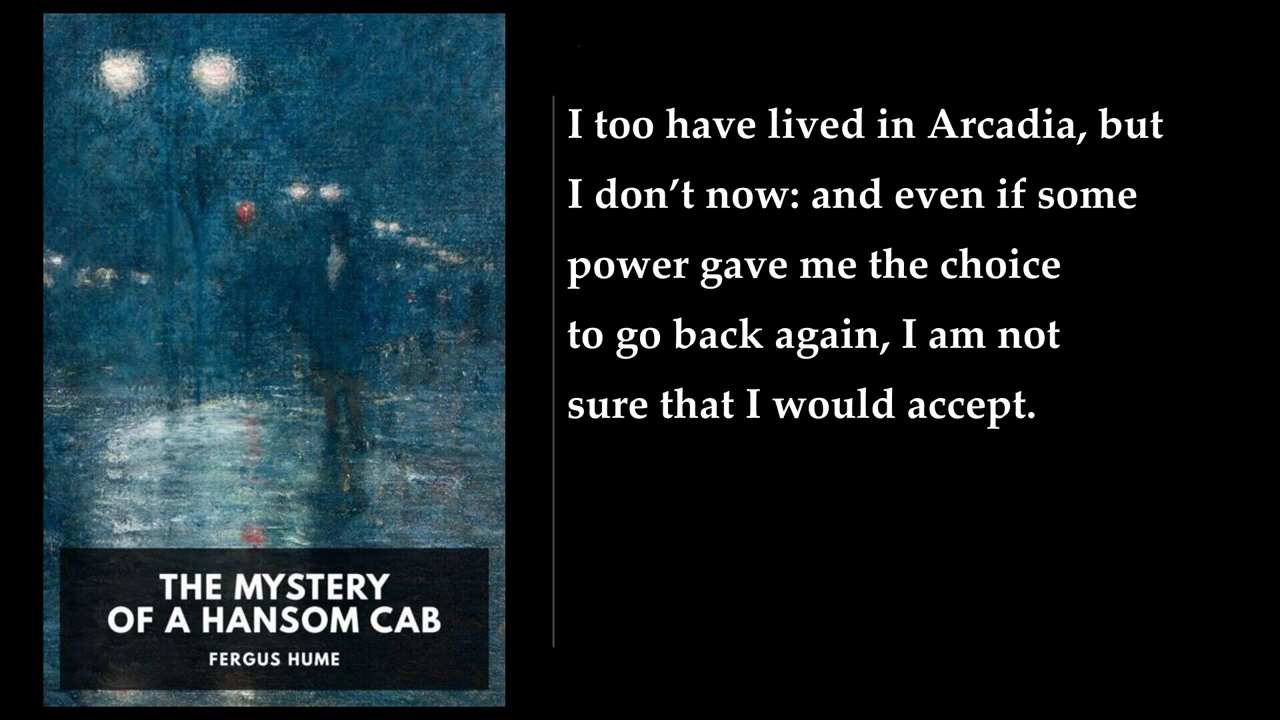 I too have lived in Arcadia, but
I don’t now: and even if some
power gave me the choice
to go back again, I am not
sure that I would accept.
THE MYSTERY
OF A HANSOM CAB
FERGUS HUME